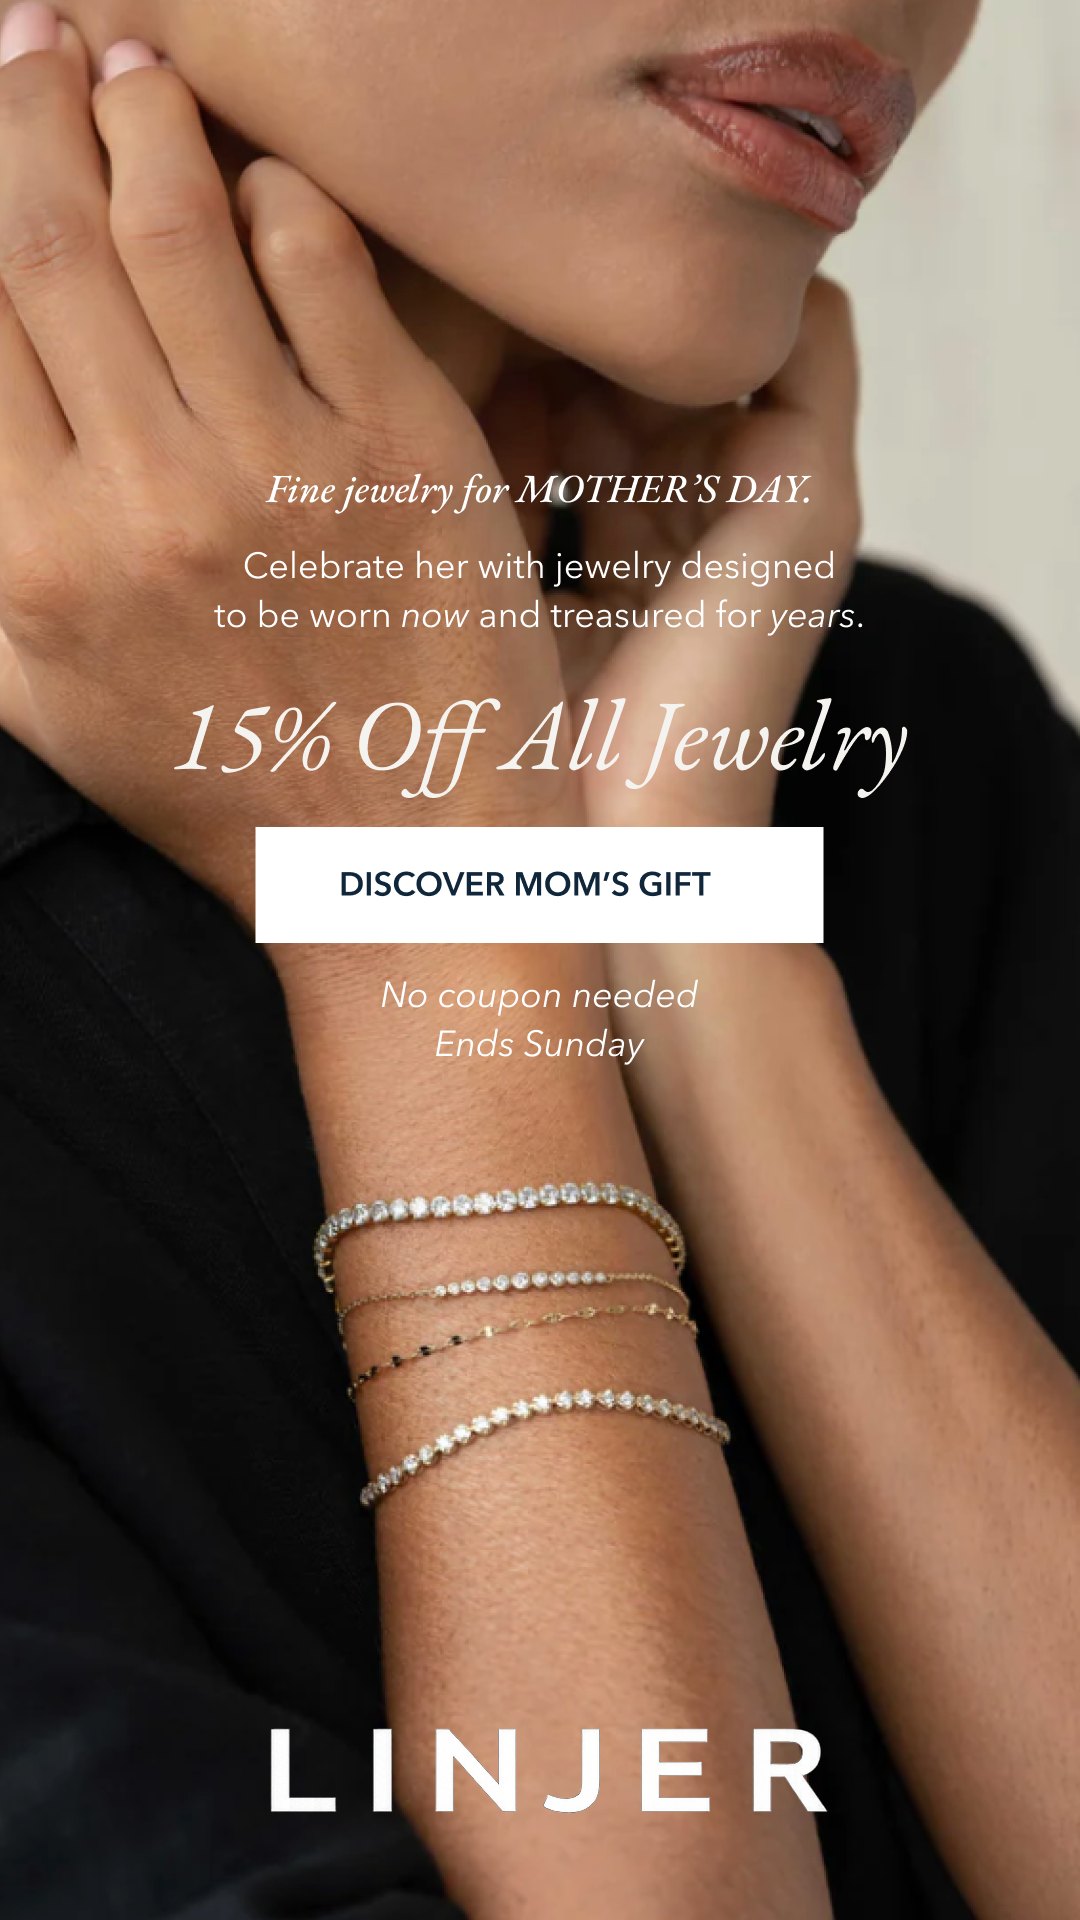 Fine jewelry for MOTHER’S DAY.
Celebrate her with jewelry designed
to be worn now and treasured for years.
15% Off All Jewelry
DISCOVER MOM’S GIFT
No coupon needed
Ends Sunday
LINJER